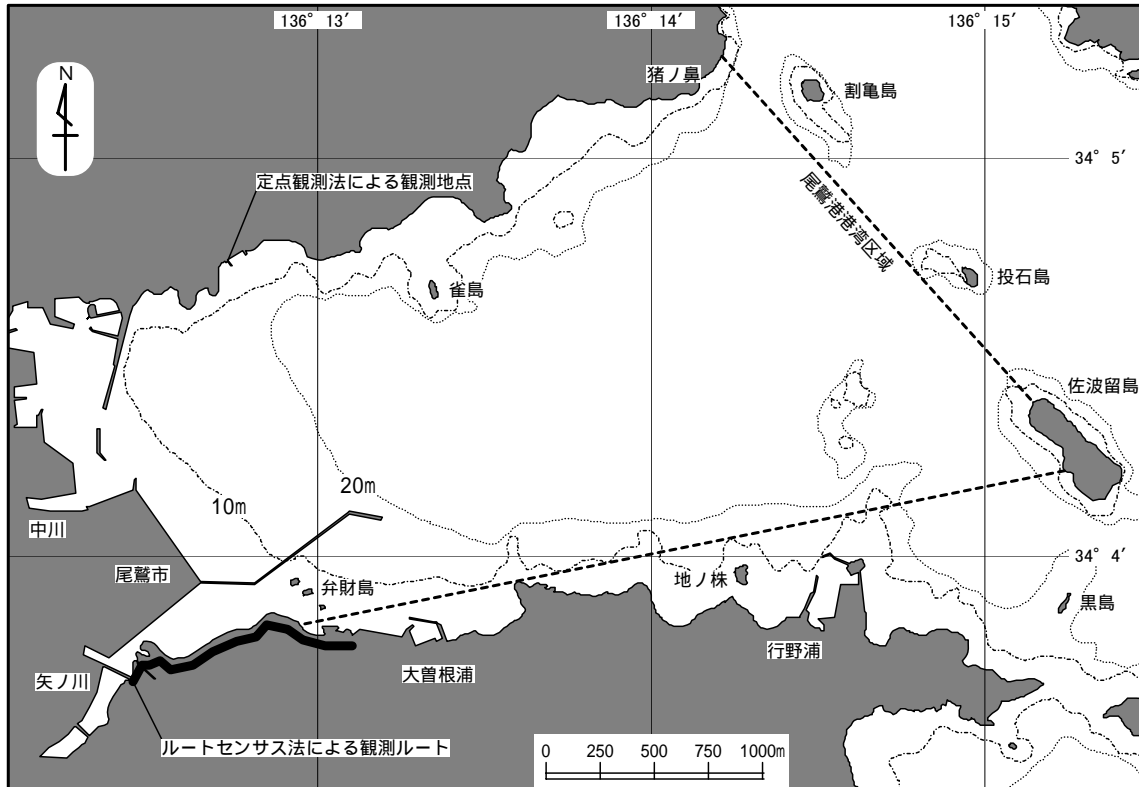 136° 13′
136° 14′
136° 15′
N
猪ノ鼻
割亀島
34° 5′
定点観測法による観測地点
尾鷲港港湾区域
雀島
投石島
佐波留島
20m
10m
中川
34° 4′
尾鷲市
弁財島
地ノ株
黒島
行野浦
大曽根浦
矢ノ川
ルートセンサス法による観測ルート
0 250 500 750 1000m